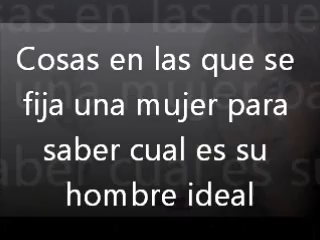 Cosas en las que se
fija una mujer para
saber cual es su
hombre ideal